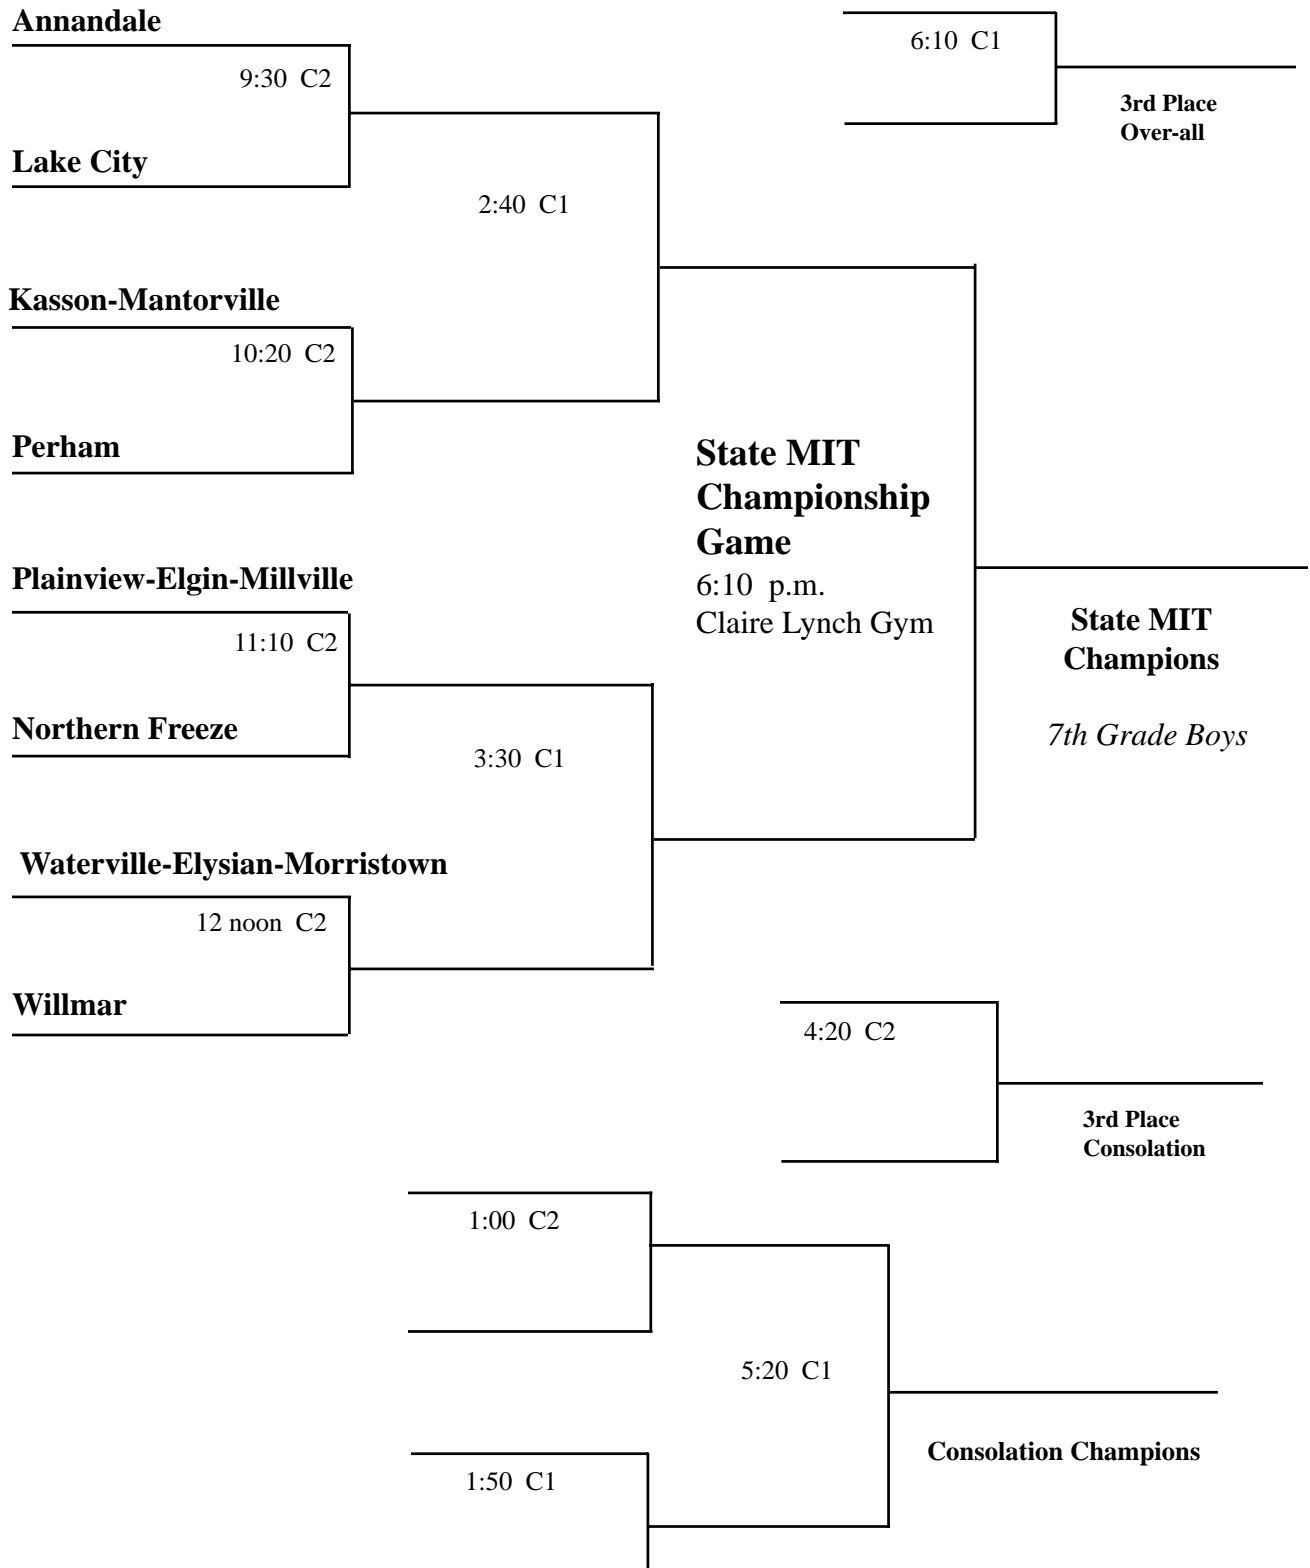 Annandale
6:10 C1
9:30 C2
3rd Place
Over-all
Lake City
2:40 C1
Kasson-Mantorville
10:20 C2
Perham
State MIT
Championship
Game
6:10 p.m.
Claire Lynch Gym
Plainview-Elgin-Millville
11:10 C2
State MIT
Champions
Northern Freeze
7th Grade Boys
3:30 C1
Waterville-Elysian-Morristown
12 noon C2
Willmar
4:20 C2
3rd Place
Consolation
1:00 C2
5:20 C1
Consolation Champions
1:50 C1